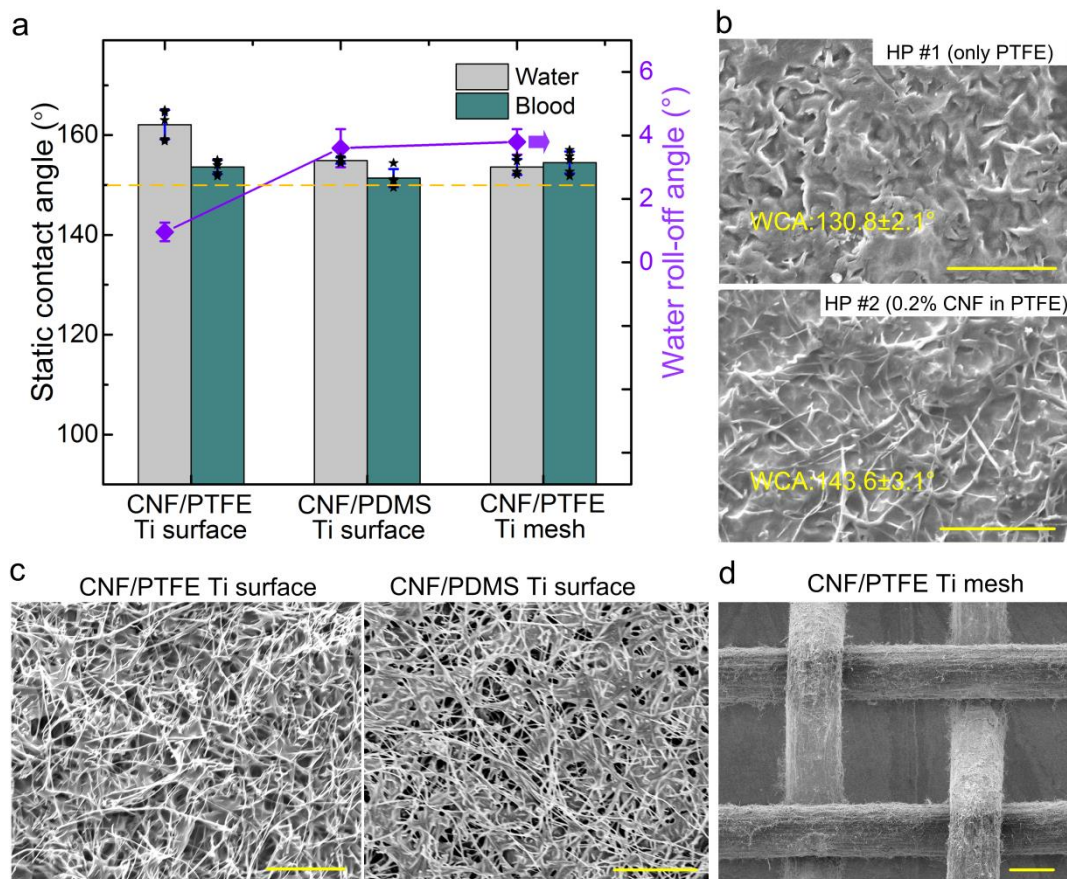 a
Static contact angle (°)
160
140
120
100
Water
Blood
6
4
2
0
Water roll-off angle (°)
CNF/PTFE
Ti surface
CNF/PDMS
Ti surface
CNF/PTFE
Ti mesh
b
HP #1 (only PTFE)
WCA:130.8±2.1°
HP #2 (0.2% CNF in PTFE)
WCA:143.6±3.1°
c
CNF/PTFE Ti surface
CNF/PDMS Ti surface
d
CNF/PTFE Ti mesh